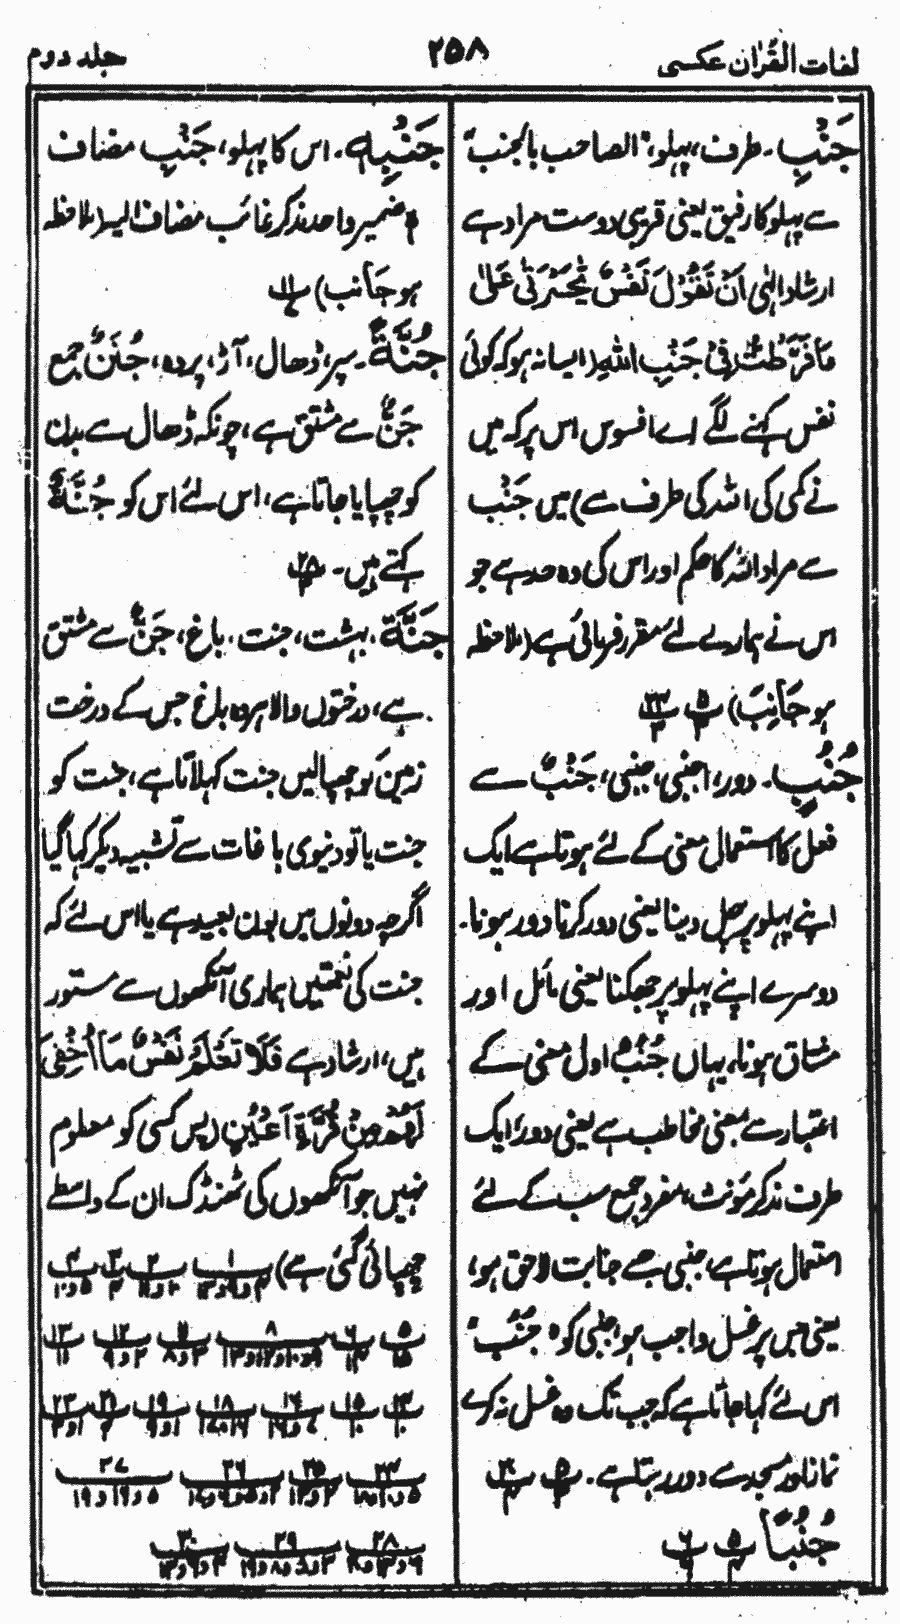 لغات القرآن عکسی
۲۵۸
جلد دوم
جَنْبِ ۔ طرف، پہلو، "الصاحب بالجنب"
سے پہلو کا رفیق یعنی قریبی دوست مراد ہے
ارشاد الٰہی اَنْ تَقُوْلَ نَفْسٌ یّٰحَسْرَتٰی عَلٰی
مَا فَرَّطْتُّ فِیْ جَنْبِ اللّٰہِ (ایسا نہ ہو کہ کوئی
نفس کہنے لگے اے افسوس اس پر کہ میں
نے کمی کی اللہ کی طرف سے) میں جَنْب
سے مراد اللہ کا حکم اور اس کی وہ حد ہے جو
اس نے ہمارے لئے مقرر فرمائی ہے (ملاحظہ
ہو جَانِبَ)
جُنُبٍ ۔ دور، اجنبی، جنبی، جَنْبٌ سے
فعل کا استعمال معنی کے لئے ہوتا ہے ایک
اپنے پہلو پر چل دینا یعنی دور کرنا دور ہونا۔
دوسرے اپنے پہلو پر جھکنا یعنی مائل اور
مشتاق ہونا، یہاں جُنُبٌ اول معنی کے
اعتبار سے بمعنی مخاطب ہے یعنی دور، ایک
طرف مذکر مؤنث، مفرد جمع سب کے لئے
استعمال ہوتا ہے، جنبی جسے جنابت لاحق ہو،
یعنی جس پر غسل واجب ہو، جنبی کو "جُنُب"
اس لئے کہا جاتا ہے کہ جب تک وہ غسل نہ کرے
نماز اور مسجد سے دور رہتا ہے۔
جُنُبًا
جَنْبِہٖ ۔ اس کا پہلو، جَنْبِ مضاف
ہ ضمیر واحد مذکر غائب مضاف الیہ (ملاحظہ
ہو جَانِب)
جُنَّۃً ۔ سپر، ڈھال، آڑ، پردہ، جُنَنٌ جمع
جَنٌّ سے مشتق ہے، چونکہ ڈھال سے بدن
کو چھپایا جاتا ہے، اس لئے اس کو جُنَّۃٌ
کہتے ہیں۔
جَنَّۃٌ ۔ بہشت، جنت، باغ، جَنٌّ سے مشتق
ہے، درختوں والا ہر وہ باغ جس کے درخت
زمین کو چھپا لیں جنت کہلاتا ہے، جنت کو
جنت یا تو دنیوی باغات سے تشبیہ دیکر کہا گیا
اگرچہ دونوں میں بون بعید ہے یا اس لئے کہ
جنت کی نعمتیں ہماری آنکھوں سے مستور
ہیں، ارشاد ہے فَلَا تَعْلَمُ نَفْسٌ مَّا اُخْفِیَ
لَھُمْ مِّنْ قُرَّۃِ اَعْیُنٍ (پس کسی کو معلوم
نہیں جو آنکھوں کی ٹھنڈک ان کے واسطے
چھپائی گئی ہے)